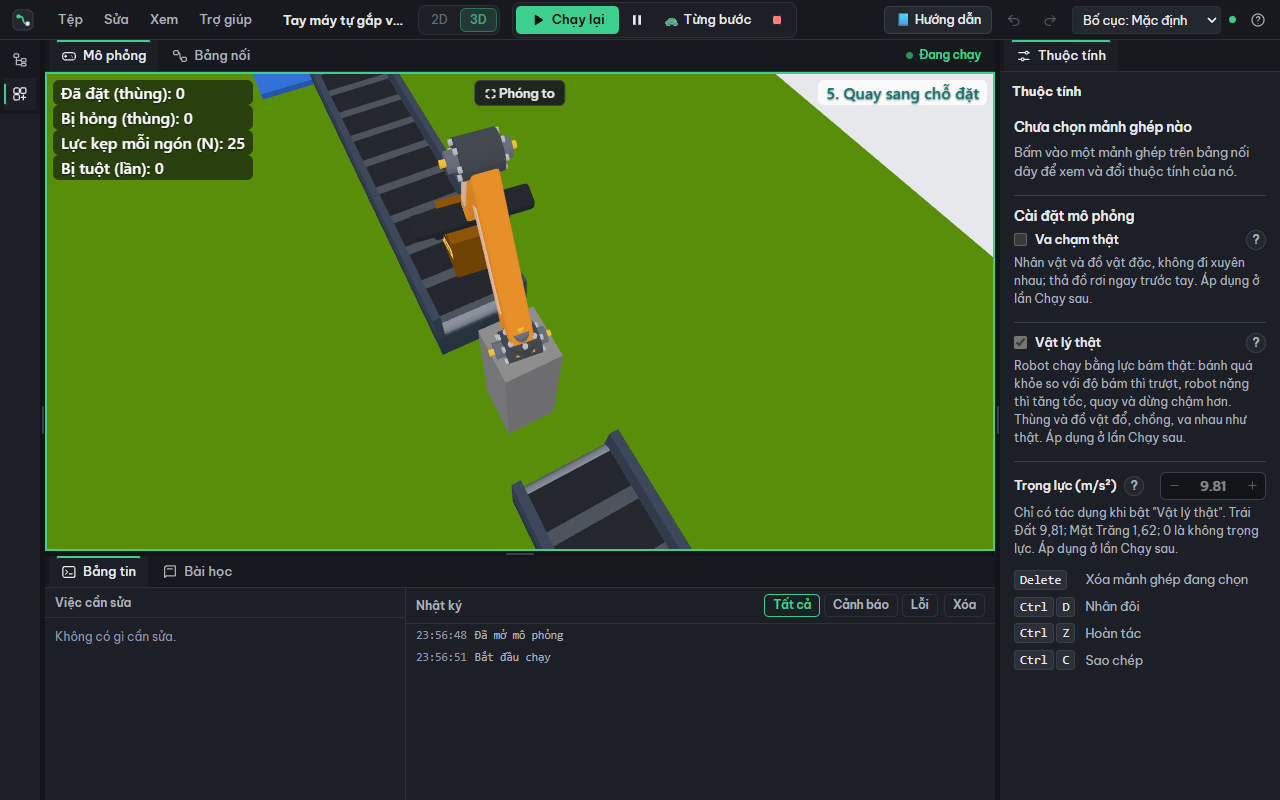 Tệp Sửa Xem Trợ giúp Tay máy tự gắp v... 2D 3D Chạy lại Từng bước Hướng dẫn Bố cục: Mặc định
Mô phỏng Bảng nối Đang chạy
Thuộc tính
Đã đặt (thùng): 0
Bị hỏng (thùng): 0
Lực kẹp mỗi ngón (N): 25
Bị tuột (lần): 0
Phóng to
5. Quay sang chỗ đặt
Thuộc tính
Chưa chọn mảnh ghép nào
Bấm vào một mảnh ghép trên bảng nối
dây để xem và đổi thuộc tính của nó.
Cài đặt mô phỏng
Va chạm thật ?
Nhân vật và đồ vật đặc, không đi xuyên
nhau; thả đồ rơi ngay trước tay. Áp dụng ở
lần Chạy sau.
Vật lý thật ?
Robot chạy bằng lực bám thật: bánh quá
khỏe so với độ bám thì trượt, robot nặng
thì tăng tốc, quay và dừng chậm hơn.
Thùng và đồ vật đổ, chồng, va nhau như
thật. Áp dụng ở lần Chạy sau.
Trọng lực (m/s²) ? − 9.81 +
Chỉ có tác dụng khi bật "Vật lý thật". Trái
Đất 9,81; Mặt Trăng 1,62; 0 là không trọng
lực. Áp dụng ở lần Chạy sau.
Delete Xóa mảnh ghép đang chọn
Ctrl D Nhân đôi
Ctrl Z Hoàn tác
Ctrl C Sao chép
Bảng tin Bài học
Việc cần sửa
Không có gì cần sửa.
Nhật ký Tất cả Cảnh báo Lỗi Xóa
23:56:48 Đã mở mô phỏng
23:56:51 Bắt đầu chạy